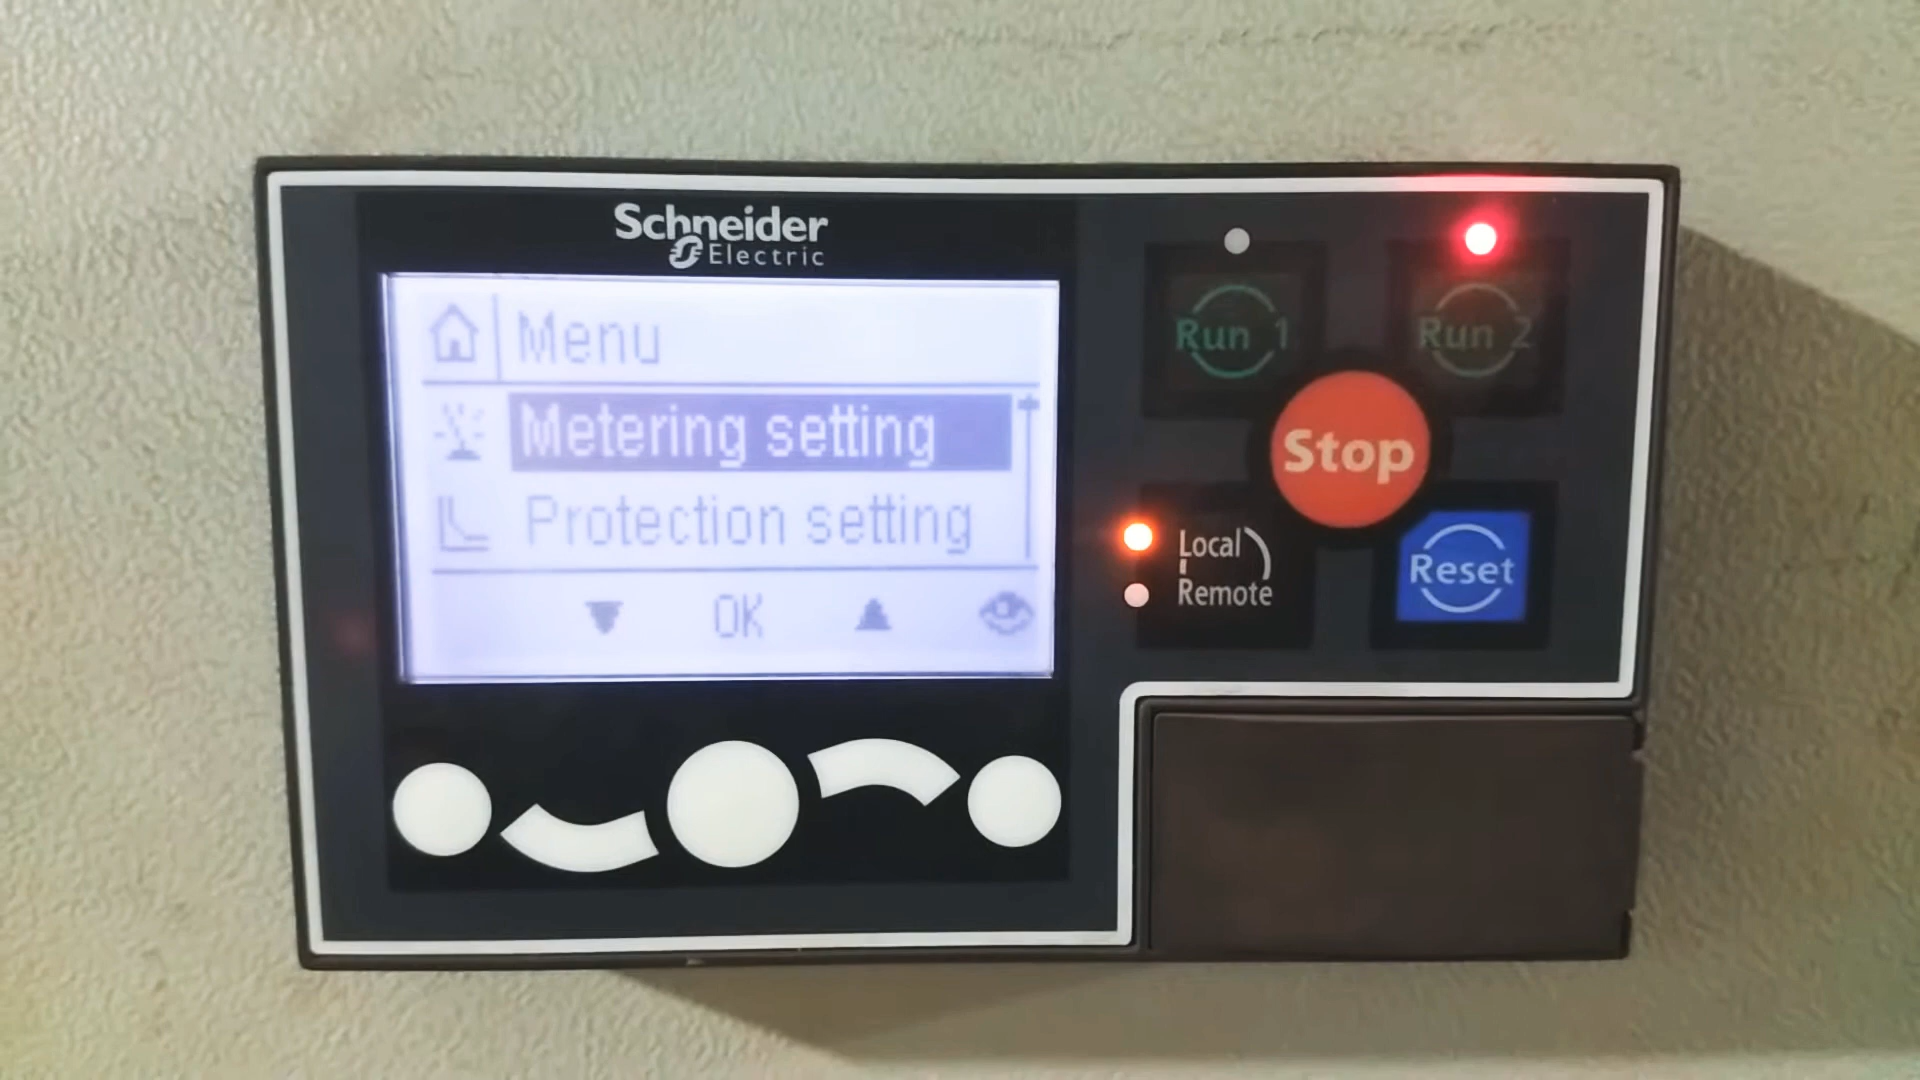 Schneider
Electric
Menu
Metering setting
Protection setting
OK
Run 1
Run 2
Stop
Local
Remote
Reset